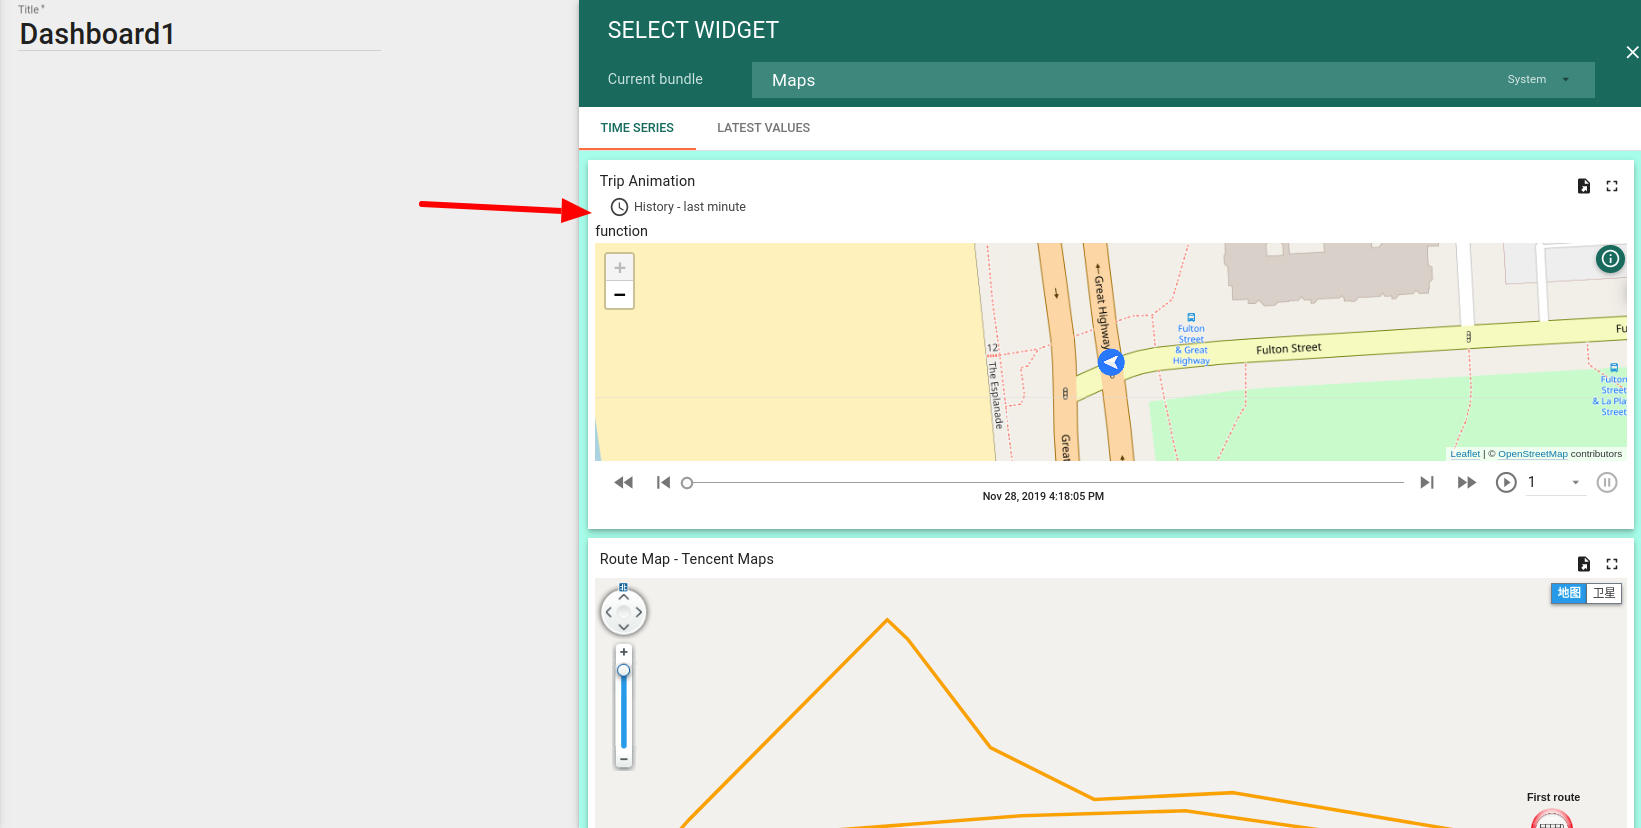 Title *
Dashboard1
SELECT WIDGET
Current bundle
Maps
System
TIME SERIES
LATEST VALUES
Trip Animation
History - last minute
function
+
−
12
The Esplanade
Great Highway
Great
Fulton
Street
& Great
Highway
Fulton Street
Fu
Fulton
Street
& La Pla
Street
Leaflet | © OpenStreetMap contributors
1
Nov 28, 2019 4:18:05 PM
Route Map - Tencent Maps
地图
卫星
+
−
First route